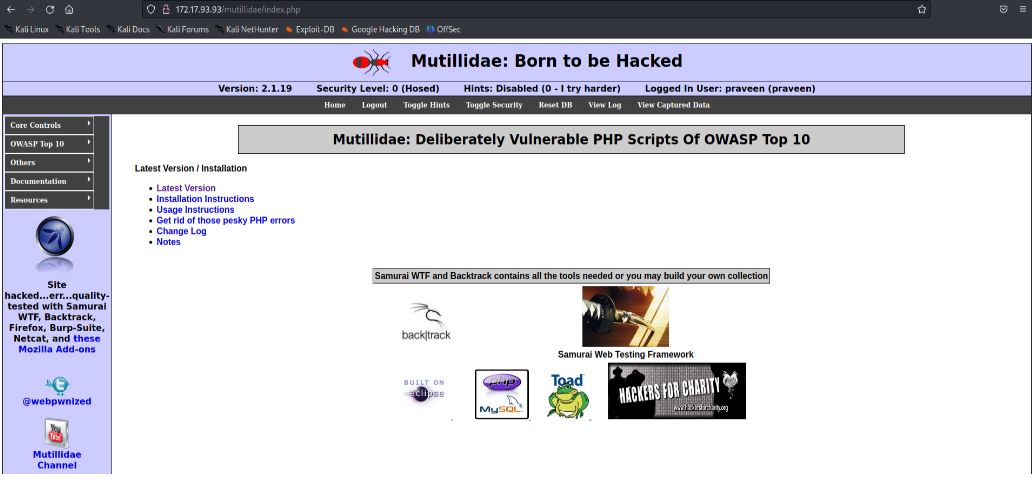 172.17.93.93/mutillidae/index.php
Kali Linux Kali Tools Kali Docs Kali Forums Kali NetHunter Exploit-DB Google Hacking DB OffSec
Mutillidae: Born to be Hacked
Version: 2.1.19 Security Level: 0 (Hosed) Hints: Disabled (0 - I try harder) Logged In User: praveen (praveen)
Home Logout Toggle Hints Toggle Security Reset DB View Log View Captured Data
Core Controls
OWASP Top 10
Others
Documentation
Resources
Site
hacked...err...quality-
tested with Samurai
WTF, Backtrack,
Firefox, Burp-Suite,
Netcat, and these
Mozilla Add-ons
@webpwnized
You
Tube
Mutillidae
Channel
Mutillidae: Deliberately Vulnerable PHP Scripts Of OWASP Top 10
Latest Version / Installation
Latest Version
Installation Instructions
Usage Instructions
Get rid of those pesky PHP errors
Change Log
Notes
Samurai WTF and Backtrack contains all the tools needed or you may build your own collection
back|track
Samurai Web Testing Framework
BUILT ON
eclipse
php
MySQL
Toad
HACKERS FOR CHARITY
www.hackersforcharity.org